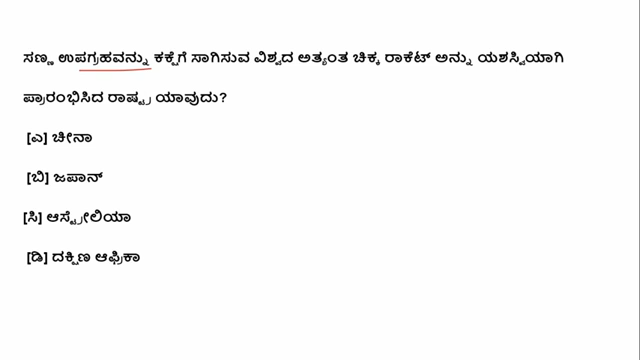 ಸಣ್ಣ ಉಪಗ್ರಹವನ್ನು ಕಕ್ಷೆಗೆ ಸಾಗಿಸುವ ವಿಶ್ವದ ಅತ್ಯಂತ ಚಿಕ್ಕ ರಾಕೆಟ್ ಅನ್ನು ಯಶಸ್ವಿಯಾಗಿ
ಪ್ರಾರಂಭಿಸಿದ ರಾಷ್ಟ್ರ ಯಾವುದು?
[ಎ] ಚೀನಾ
[ಬಿ] ಜಪಾನ್
[ಸಿ] ಆಸ್ಟ್ರೇಲಿಯಾ
[ಡಿ] ದಕ್ಷಿಣ ಆಫ್ರಿಕಾ